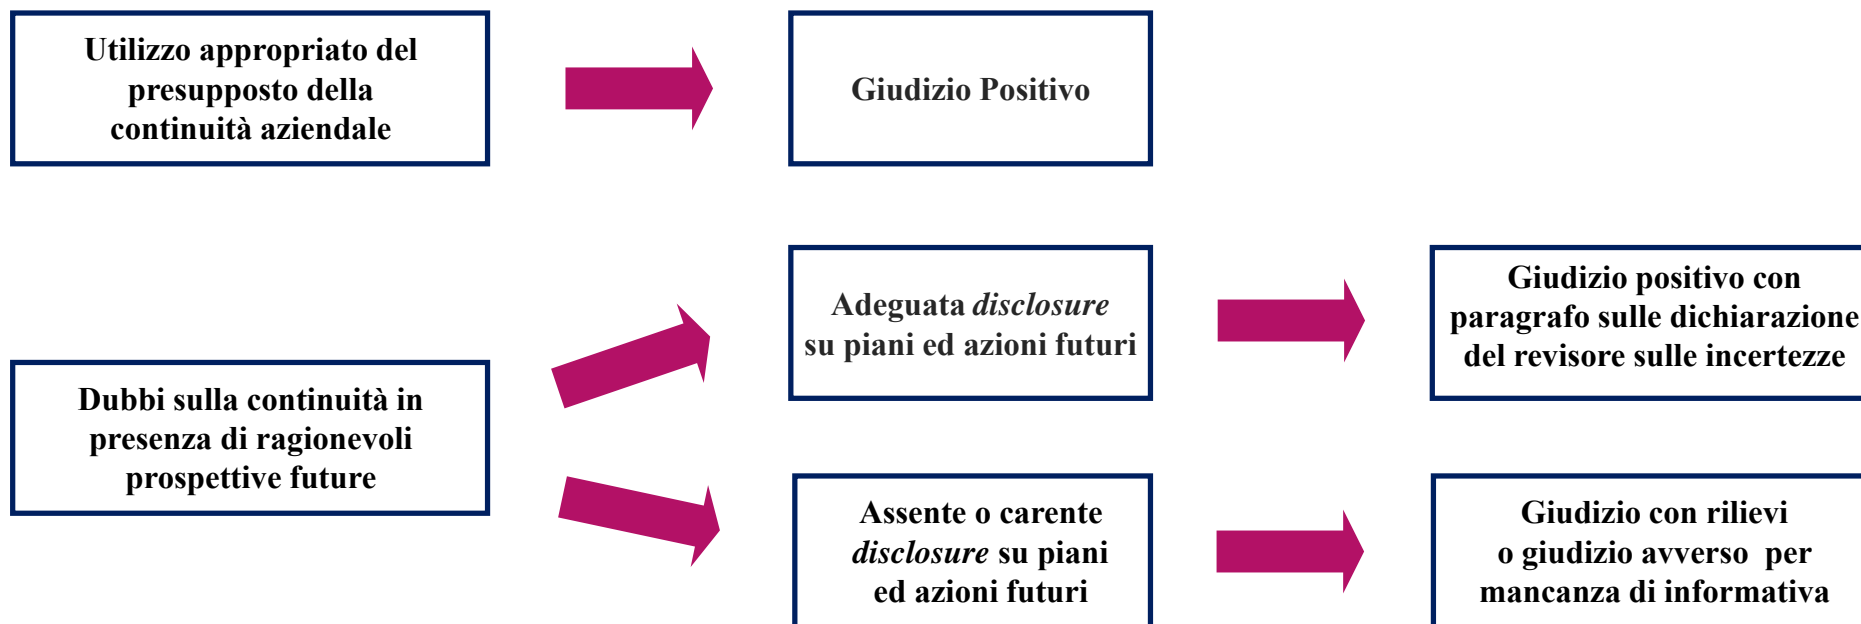 Utilizzo appropriato del
presupposto della
continuità aziendale
Giudizio Positivo
Dubbi sulla continuità in
presenza di ragionevoli
prospettive future
Adeguata disclosure
su piani ed azioni futuri
Giudizio positivo con
paragrafo sulle dichiarazione
del revisore sulle incertezze
Assente o carente
disclosure su piani
ed azioni futuri
Giudizio con rilievi
o giudizio avverso  per
mancanza di informativa